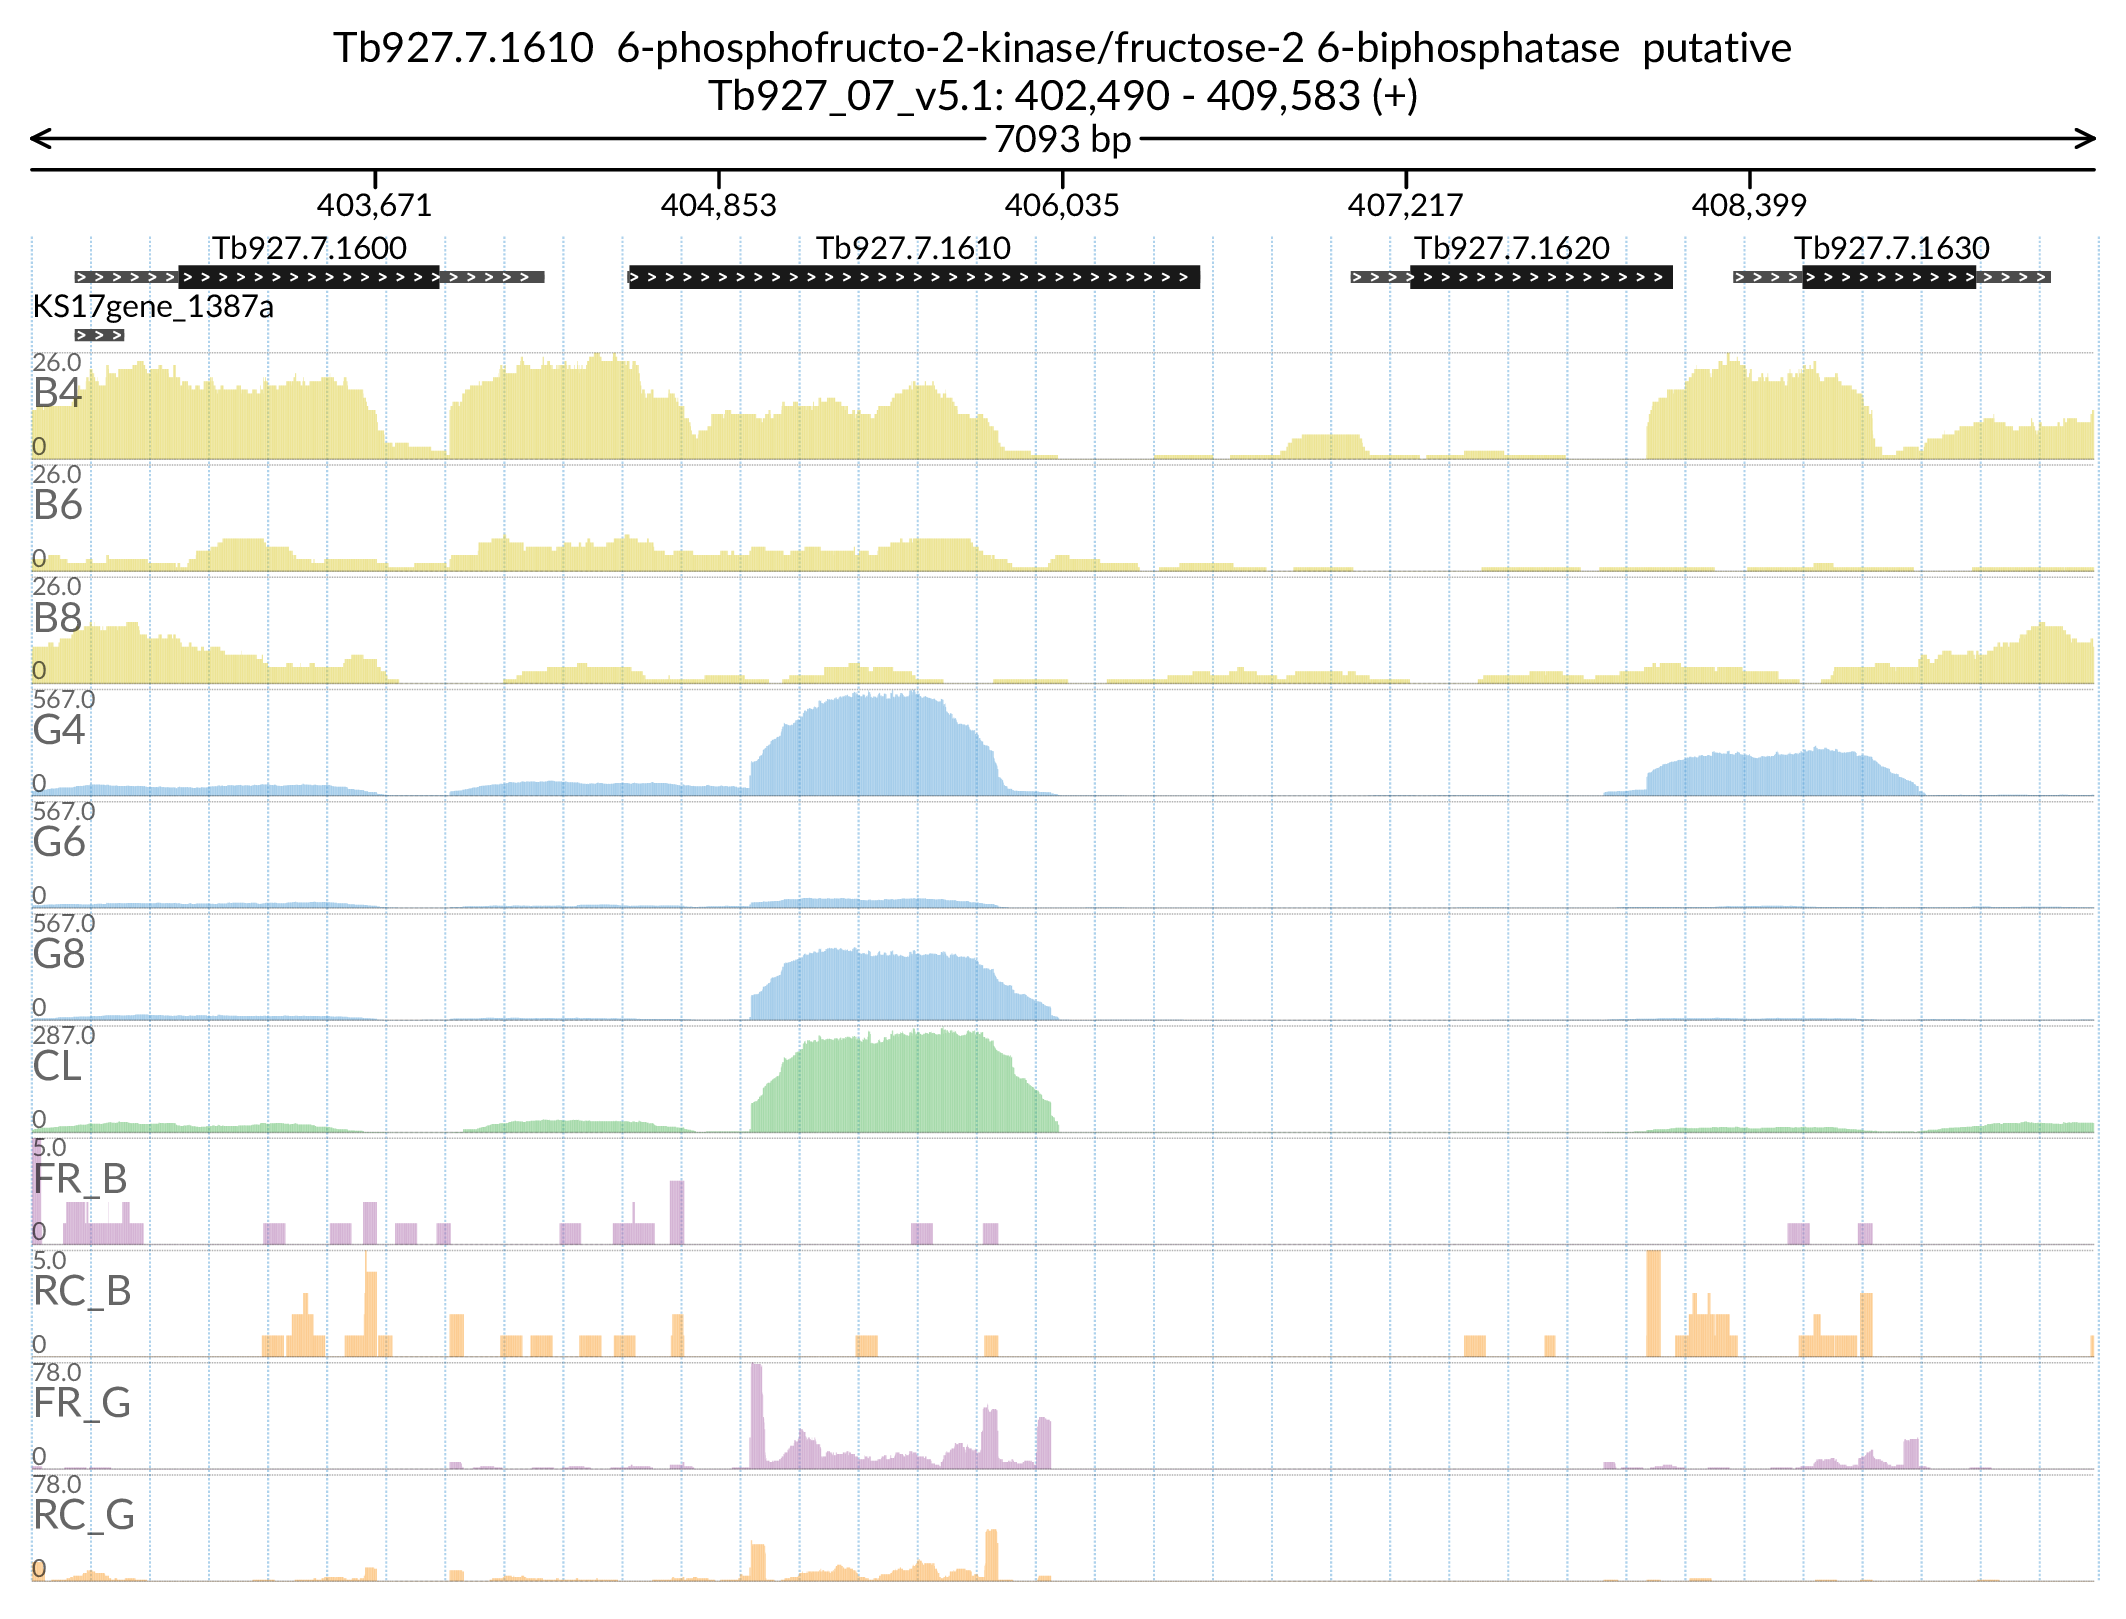 Tb927.7.1610  6-phosphofructo-2-kinase/fructose-2 6-biphosphatase  putative
Tb927_07_v5.1: 402,490 - 409,583 (+)
7093 bp
403,671 404,853 406,035 407,217 408,399
Tb927.7.1600 Tb927.7.1610 Tb927.7.1620 Tb927.7.1630
KS17gene_1387a
26.0
B4
0
26.0
B6
0
26.0
B8
0
567.0
G4
0
567.0
G6
0
567.0
G8
0
287.0
CL
0
5.0
FR_B
0
5.0
RC_B
0
78.0
FR_G
0
78.0
RC_G
0